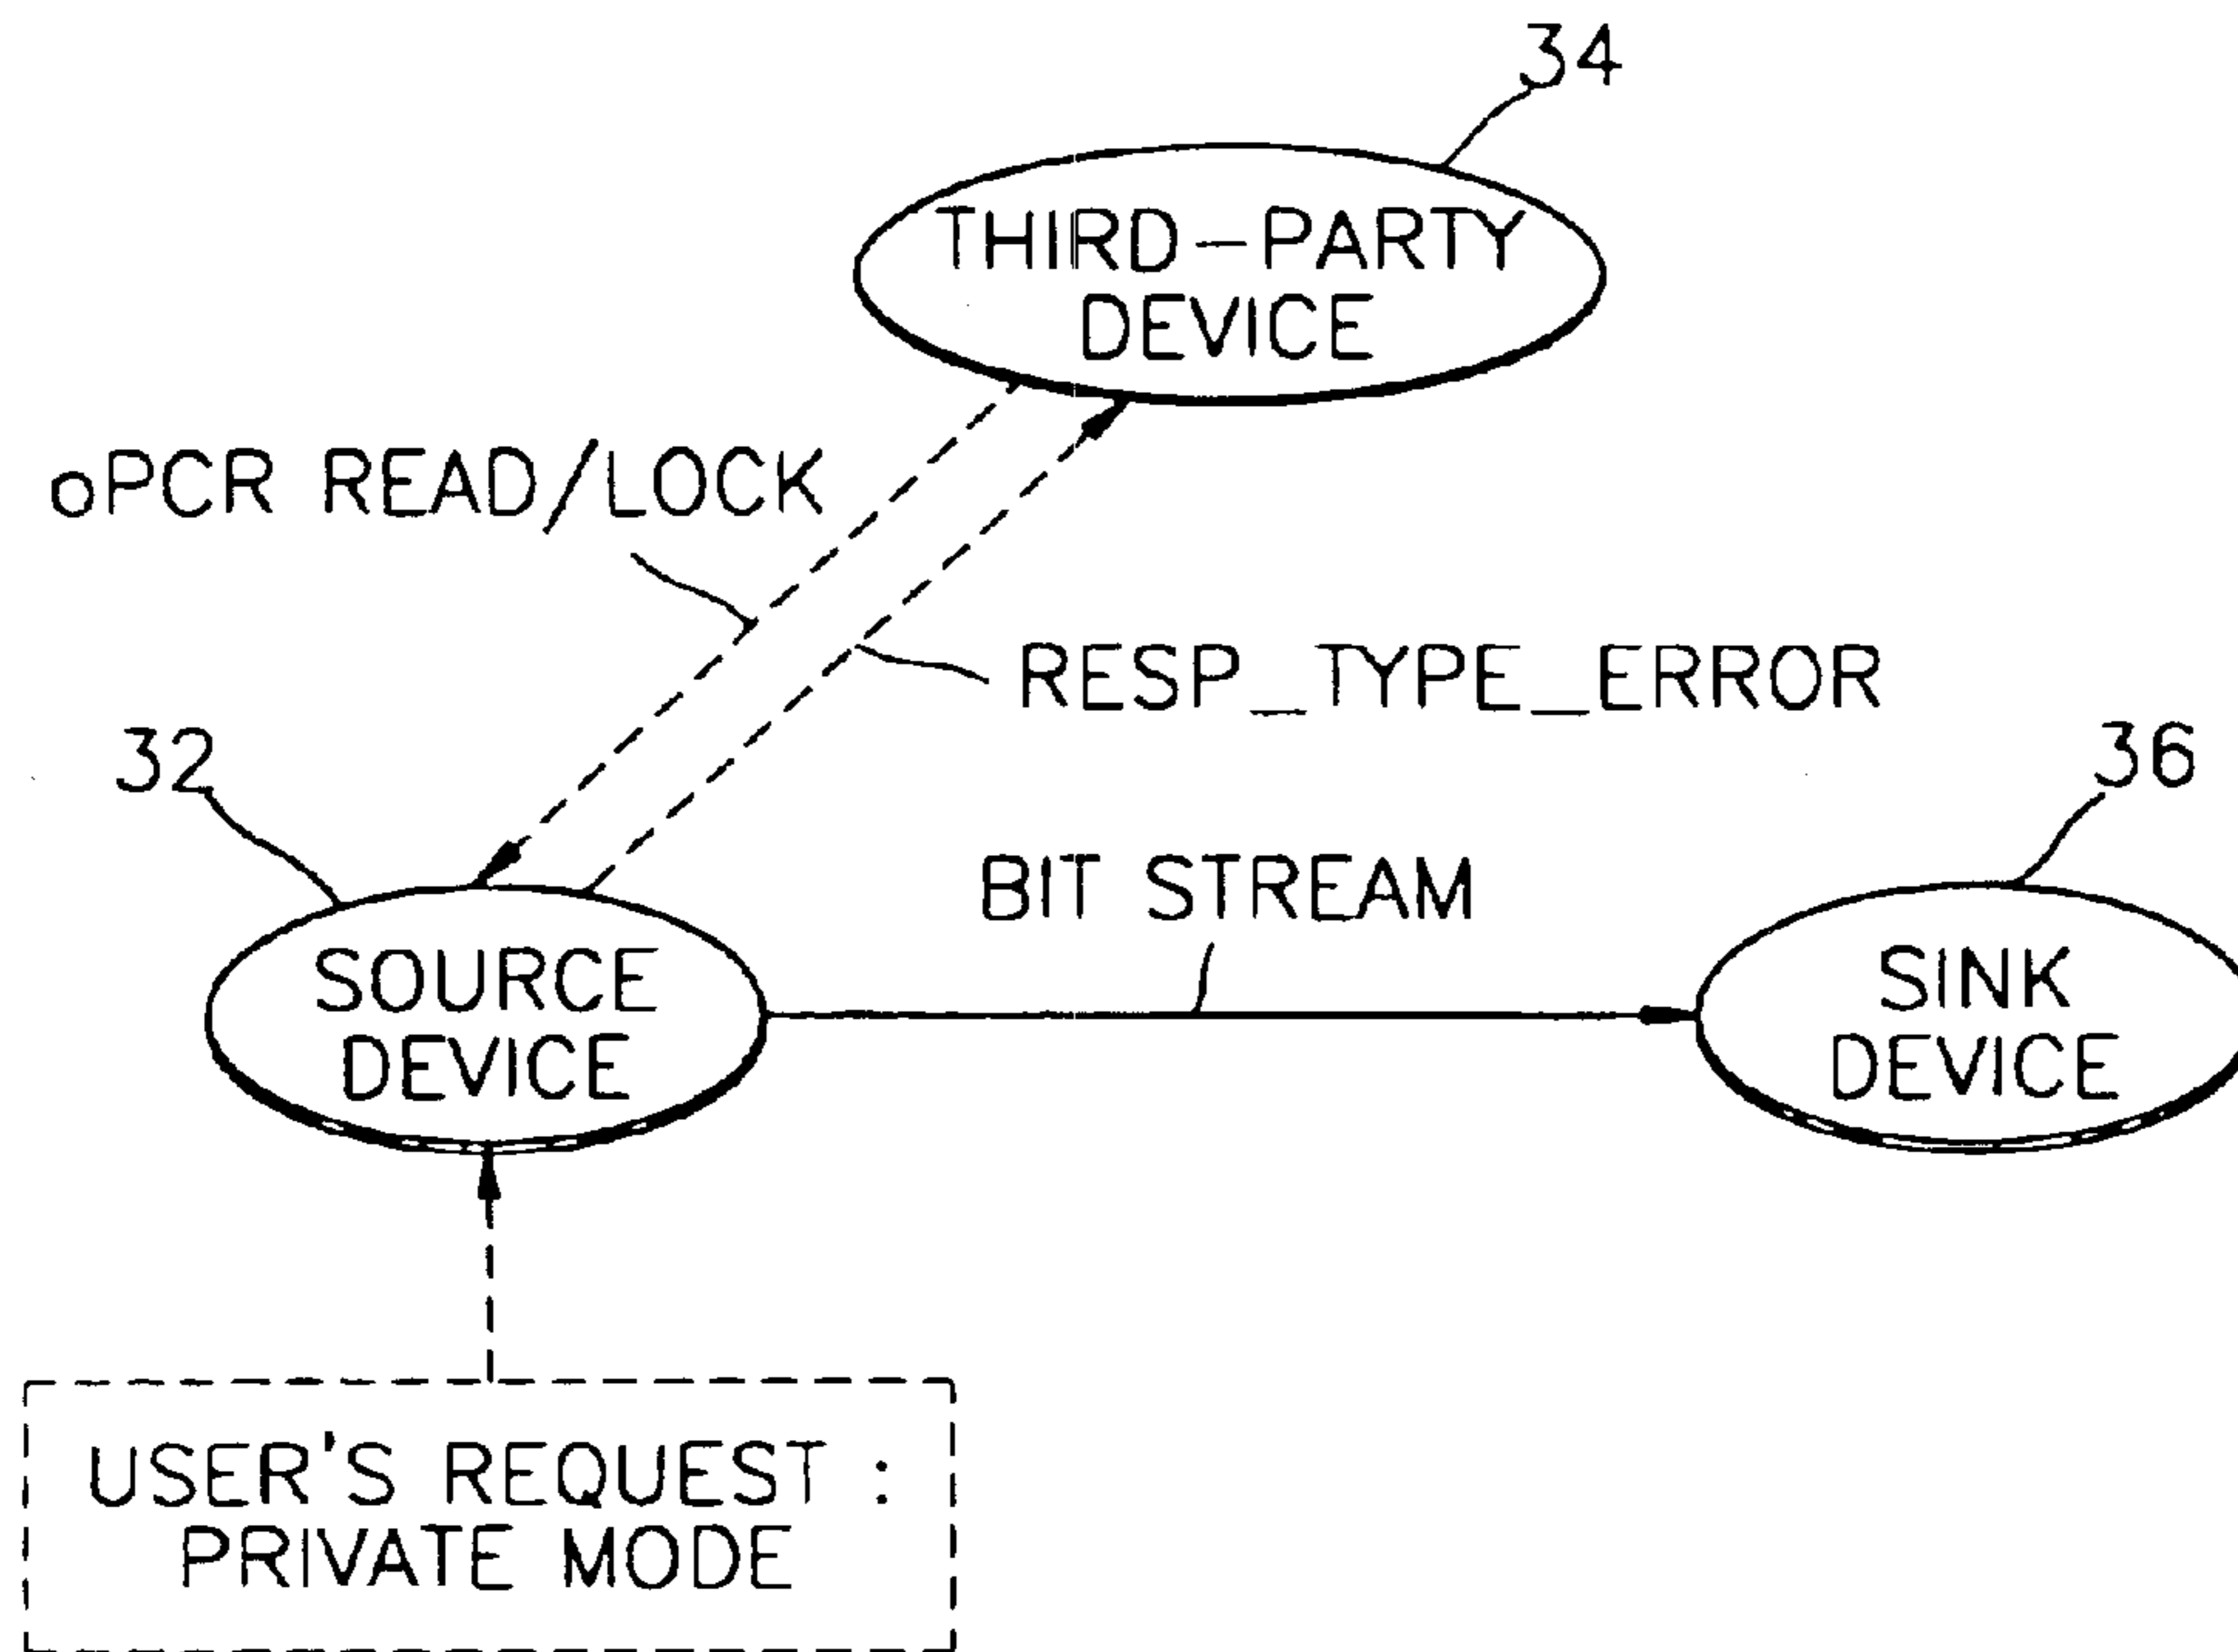 34
THIRD-PARTY
DEVICE
oPCR READ/LOCK
RESP_TYPE_ERROR
32
36
BIT STREAM
SOURCE
DEVICE
SINK
DEVICE
USER'S REQUEST :
PRIVATE MODE